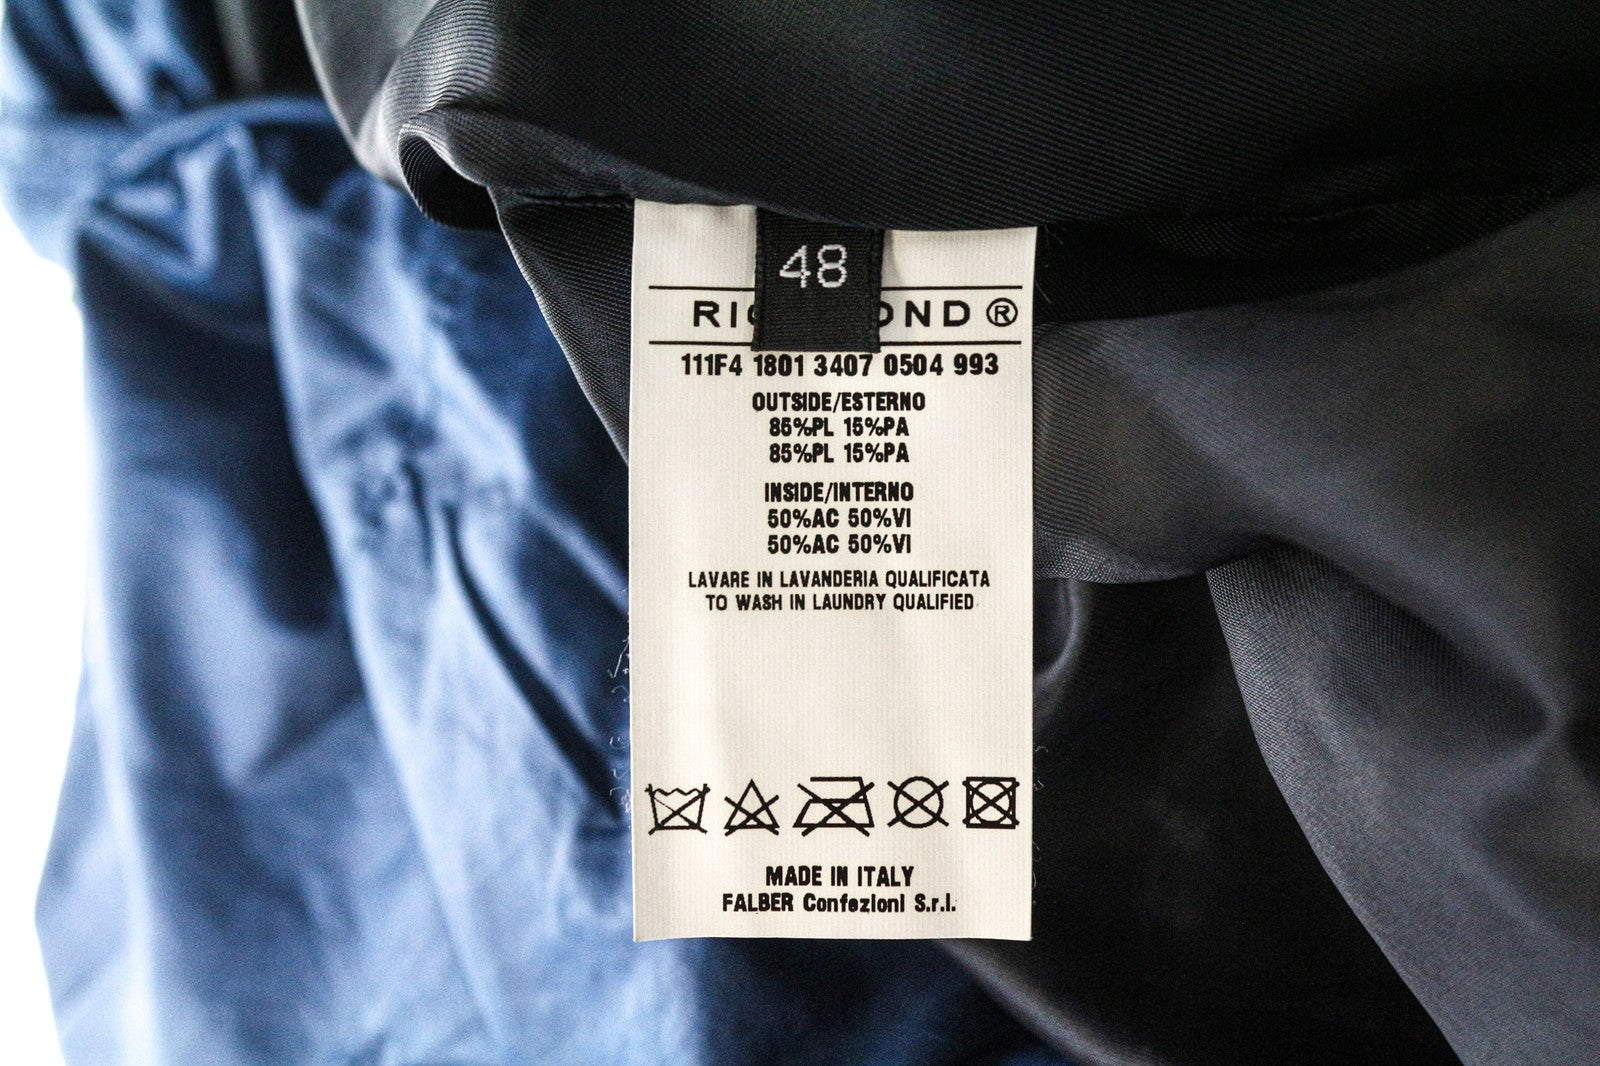 48
®
111F4 1801 3407 0504 993
OUTSIDE/ESTERNO
85%PL 15%PA
85%PL 15%PA
INSIDE/INTERNO
50%AC 50%VI
50%AC 50%VI
LAVARE IN LAVANDERIA QUALIFICATA
TO WASH IN LAUNDRY QUALIFIED
MADE IN ITALY
FALBER Confezioni S.r.l.